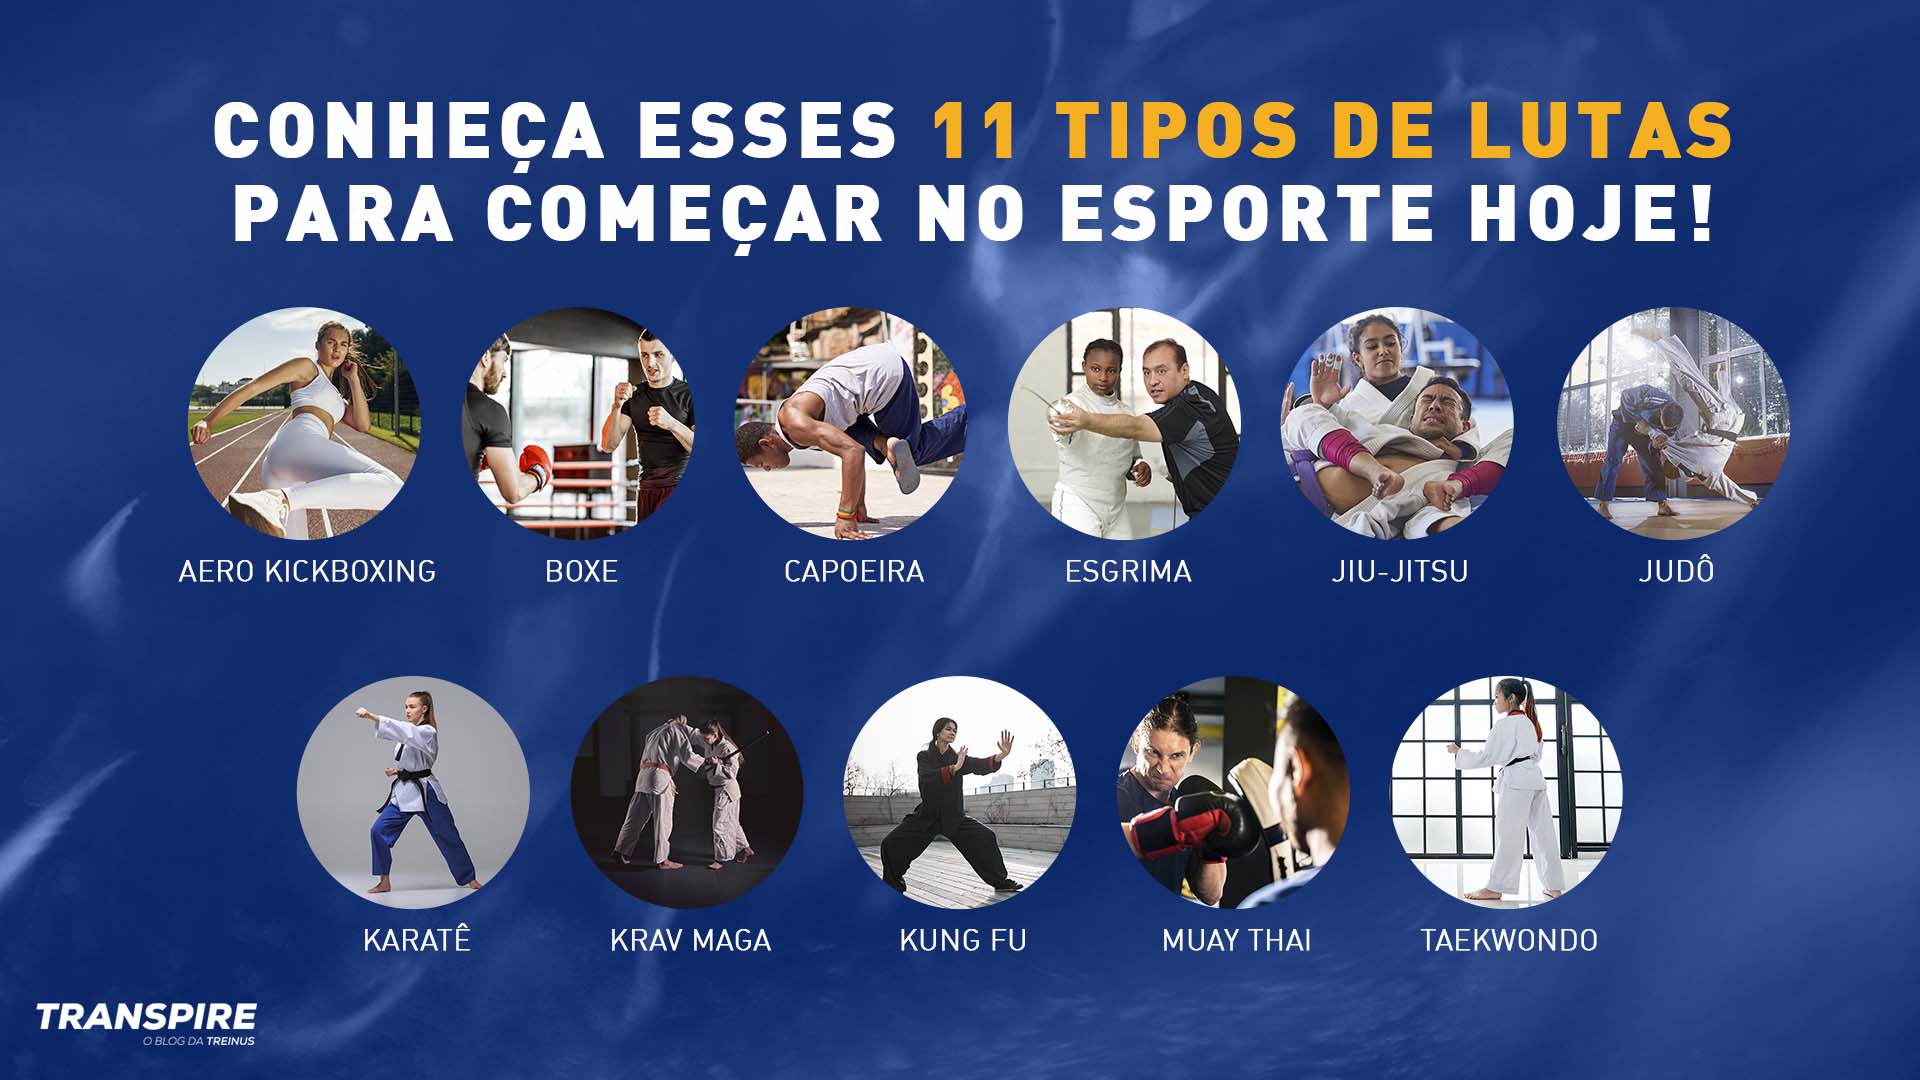 CONHEÇA ESSES 11 TIPOS DE LUTAS
PARA COMEÇAR NO ESPORTE HOJE!
AERO KICKBOXING
BOXE
CAPOEIRA
ESGRIMA
JIU-JITSU
JUDÔ
KARATÊ
KRAV MAGA
KUNG FU
MUAY THAI
TAEKWONDO
TRANSPIRE
O BLOG DA TREINUS